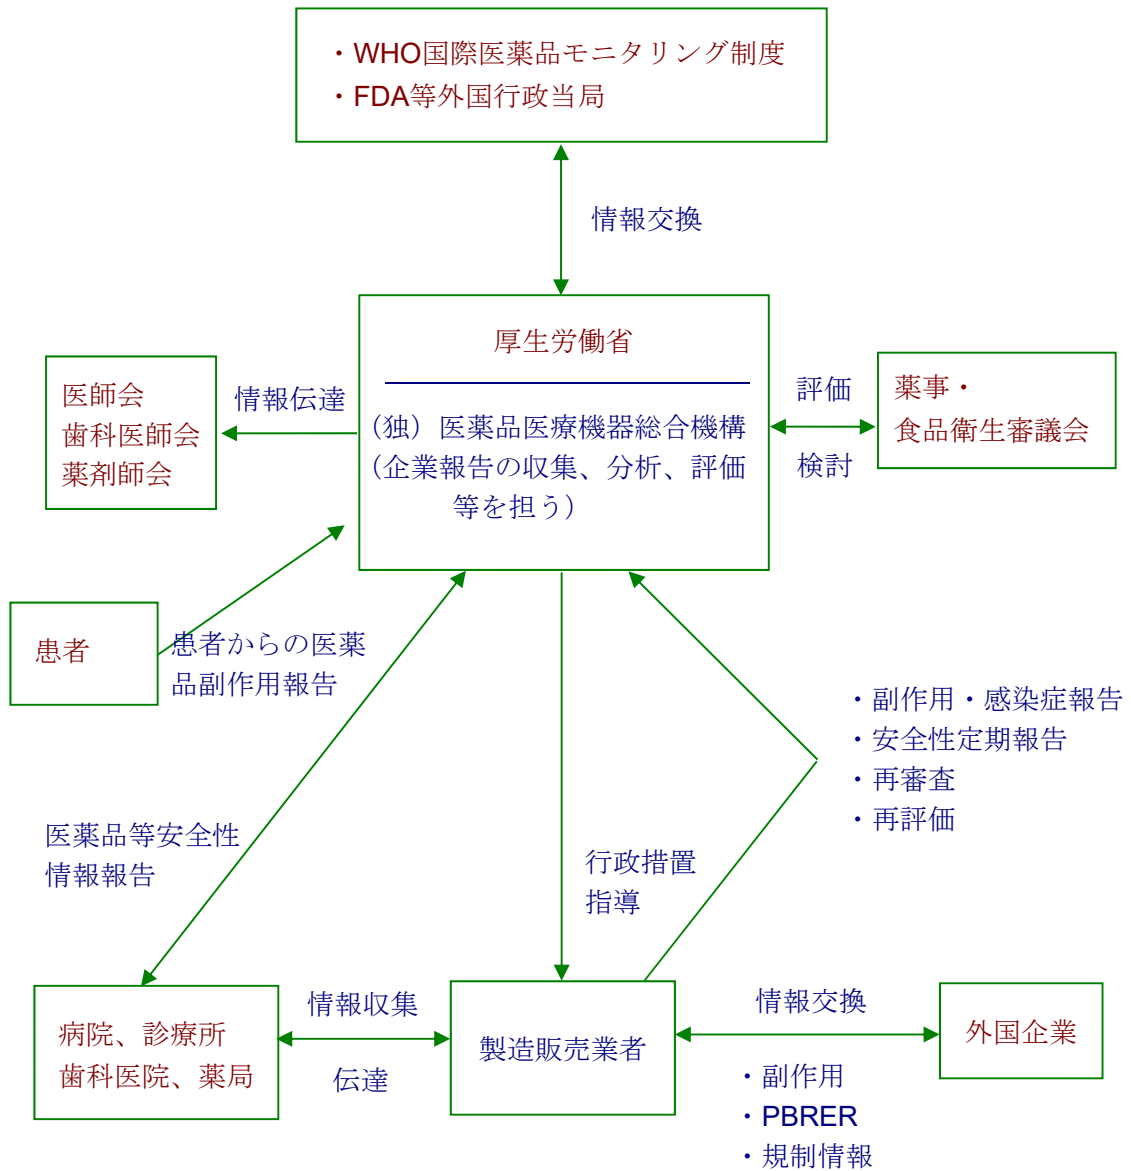 ・WHO国際医薬品モニタリング制度
・FDA等外国行政当局
情報交換
厚生労働省
（独）医薬品医療機器総合機構
（企業報告の収集、分析、評価
等を担う）
医師会
歯科医師会
薬剤師会
情報伝達
評価
検討
薬事・
食品衛生審議会
患者
患者からの医薬
品副作用報告
・副作用・感染症報告
・安全性定期報告
・再審査
・再評価
医薬品等安全性
情報報告
行政措置
指導
病院、診療所
歯科医院、薬局
情報収集
伝達
製造販売業者
情報交換
・副作用
・PBRER
・規制情報
外国企業